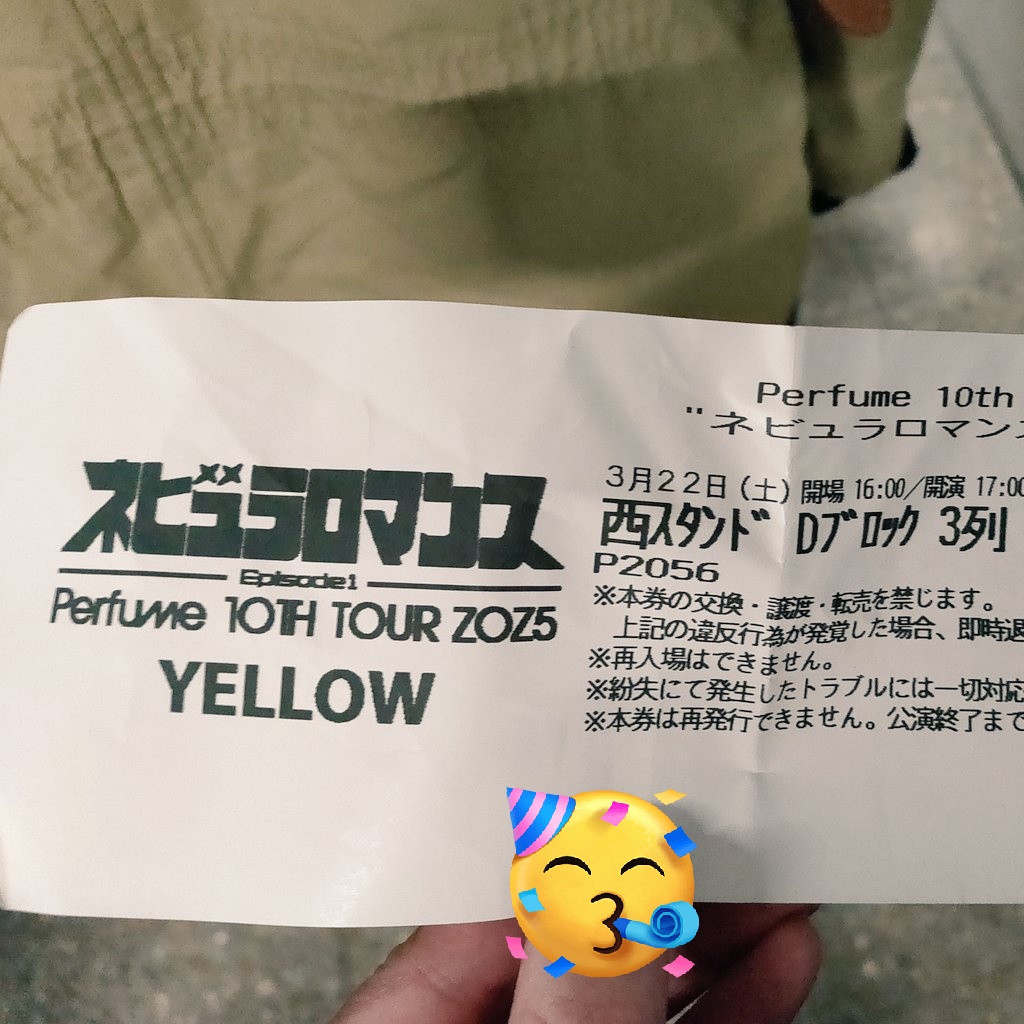 ネビュラロマンス
Episode1
Perfume 10TH TOUR ZOZ5
YELLOW
Perfume 10th
"ネビュラロマンス
3月22日(土) 開場 16:00/開演 17:00
西スタンド Dブロック 3列
P2056
※本券の交換・譲渡・転売を禁じます。
上記の違反行為が発覚した場合、即時退
※再入場はできません。
※紛失にて発生したトラブルには一切対応
※本券は再発行できません。公演終了まで